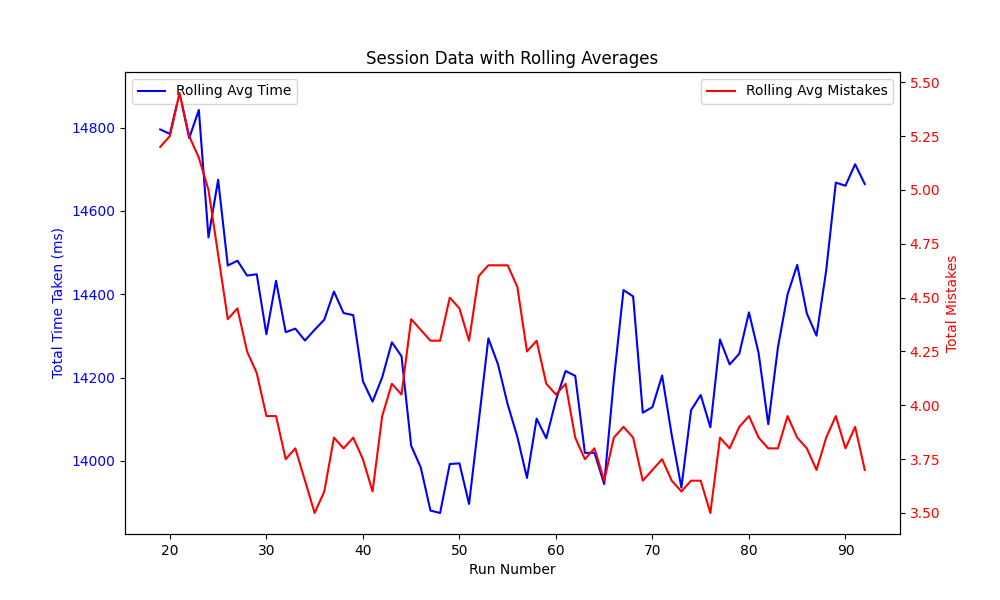 Session Data with Rolling Averages
Rolling Avg Time
Rolling Avg Mistakes
Total Time Taken (ms)
14800
14600
14400
14200
14000
5.50
5.25
5.00
4.75
4.50
4.25
4.00
3.75
3.50
Total Mistakes
20 30 40 50 60 70 80 90
Run Number